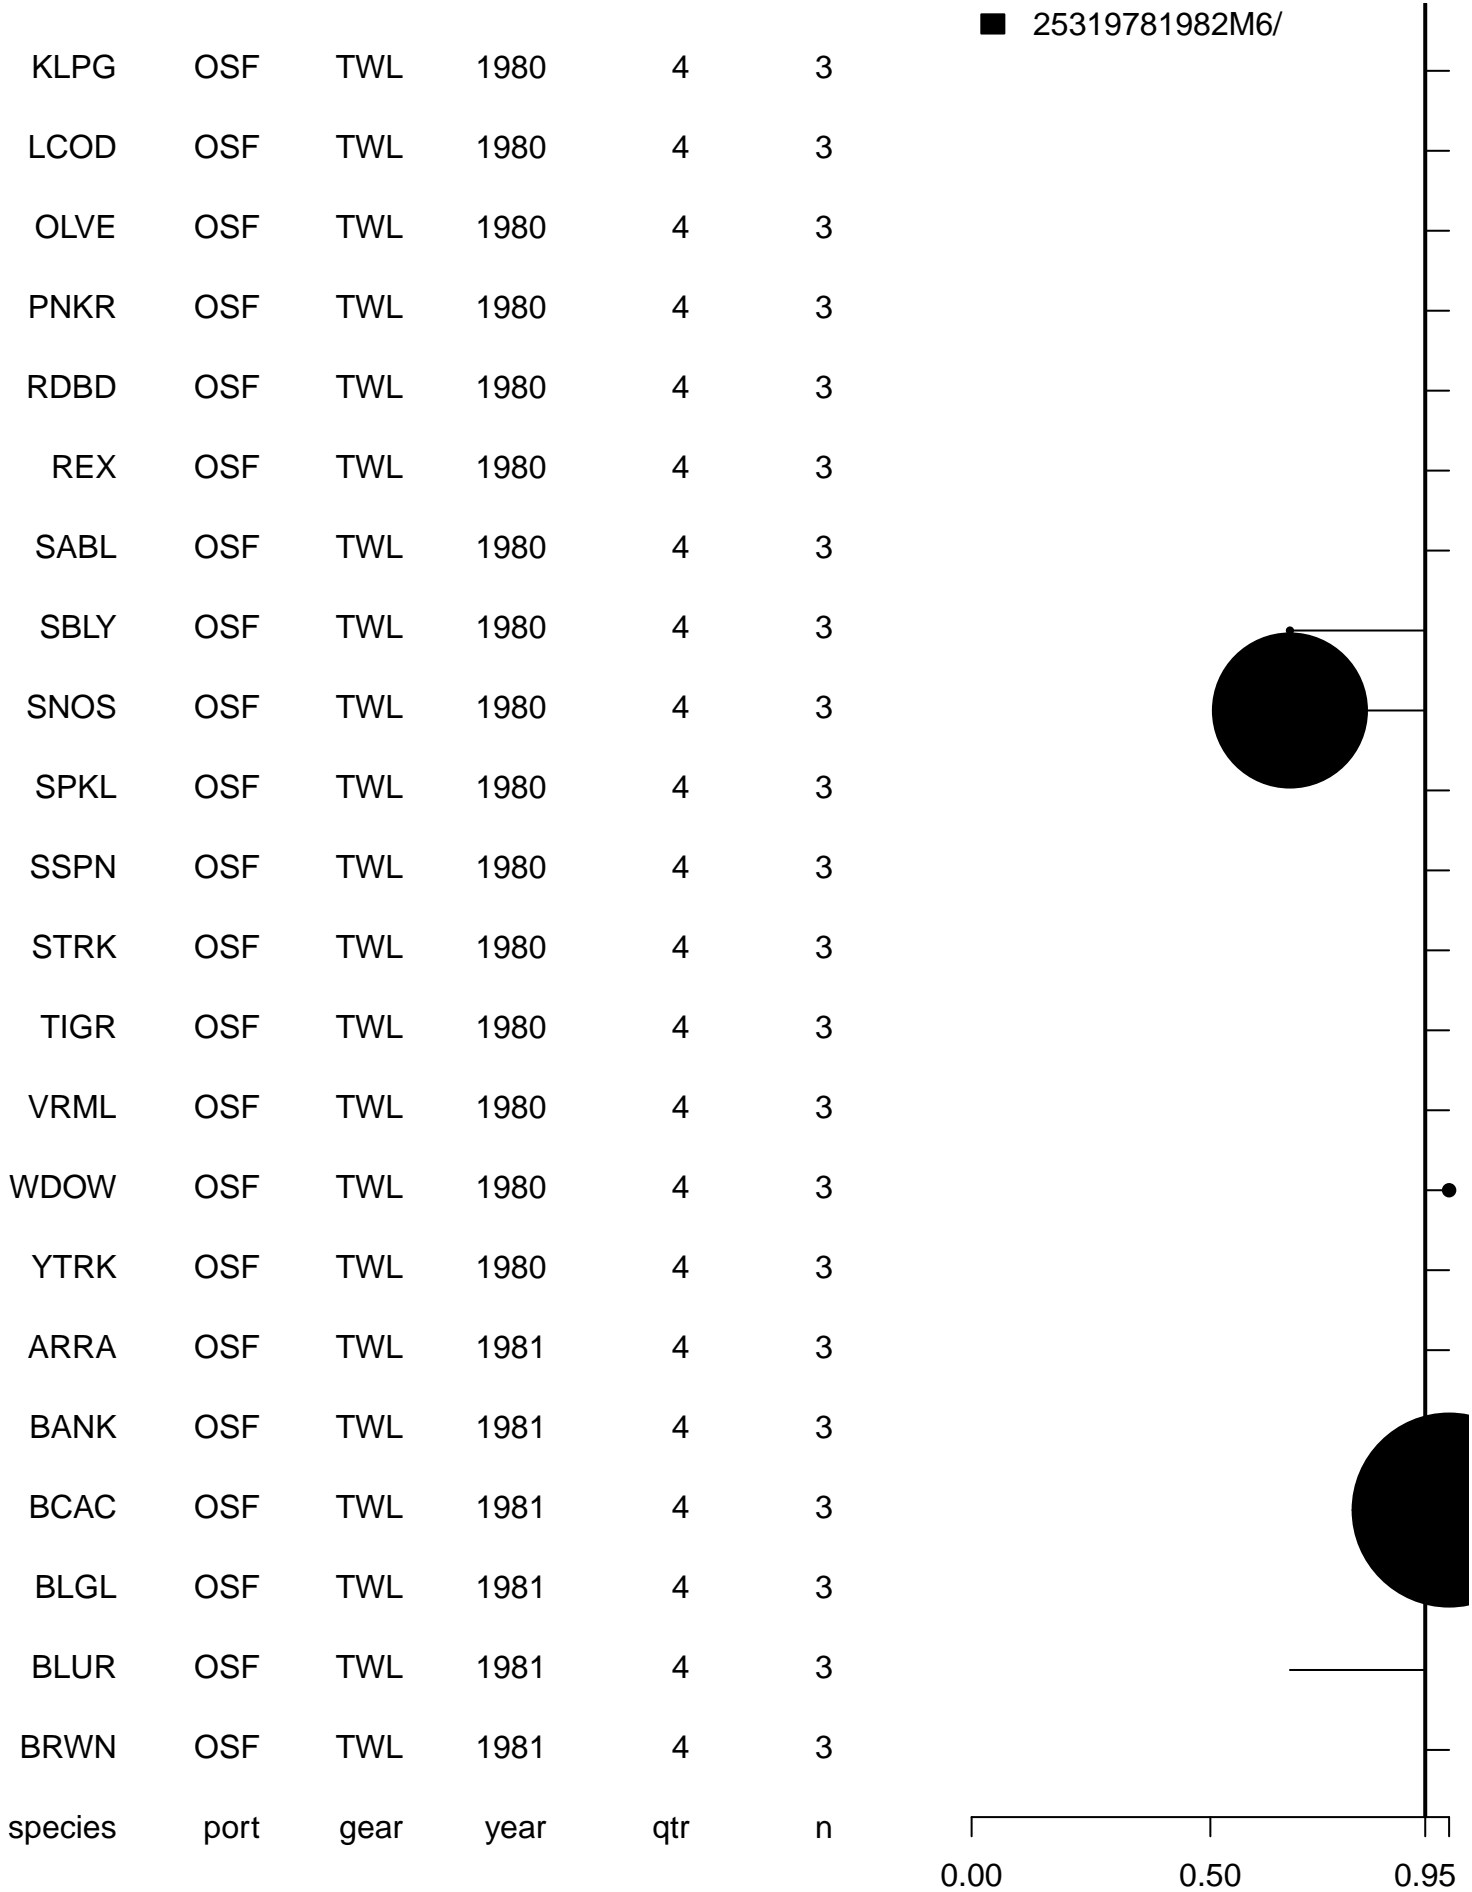 25319781982M6/
KLPG OSF TWL 1980 4 3
LCOD OSF TWL 1980 4 3
OLVE OSF TWL 1980 4 3
PNKR OSF TWL 1980 4 3
RDBD OSF TWL 1980 4 3
REX OSF TWL 1980 4 3
SABL OSF TWL 1980 4 3
SBLY OSF TWL 1980 4 3
SNOS OSF TWL 1980 4 3
SPKL OSF TWL 1980 4 3
SSPN OSF TWL 1980 4 3
STRK OSF TWL 1980 4 3
TIGR OSF TWL 1980 4 3
VRML OSF TWL 1980 4 3
WDOW OSF TWL 1980 4 3
YTRK OSF TWL 1980 4 3
ARRA OSF TWL 1981 4 3
BANK OSF TWL 1981 4 3
BCAC OSF TWL 1981 4 3
BLGL OSF TWL 1981 4 3
BLUR OSF TWL 1981 4 3
BRWN OSF TWL 1981 4 3
species port gear year qtr n
0.00 0.50 0.95